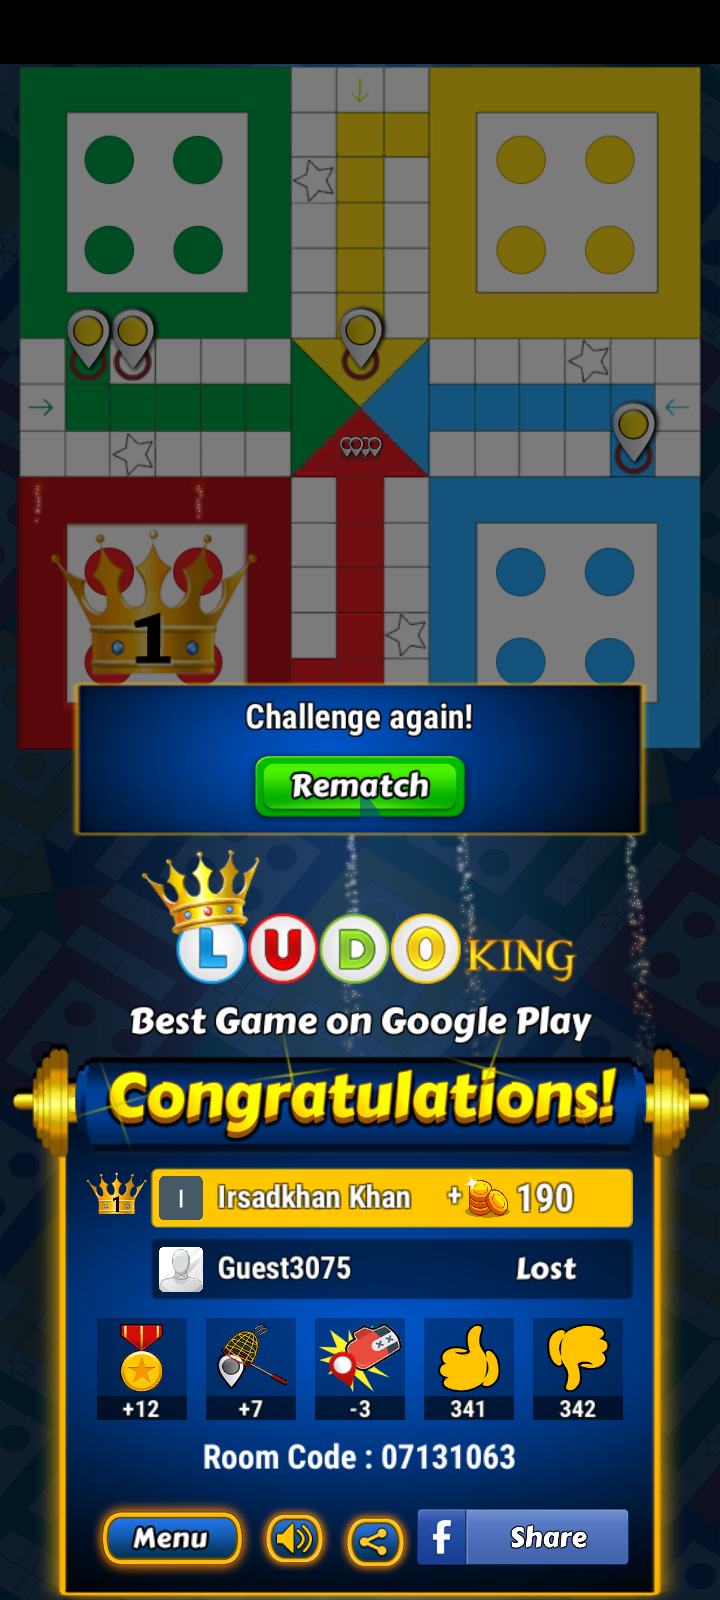 1
Challenge again!
Rematch
LUDO KING
Best Game on Google Play
Congratulations!
1 I Irsadkhan Khan + 190
Guest3075 Lost
+12 +7 -3 341 342
Room Code : 07131063
Menu f Share